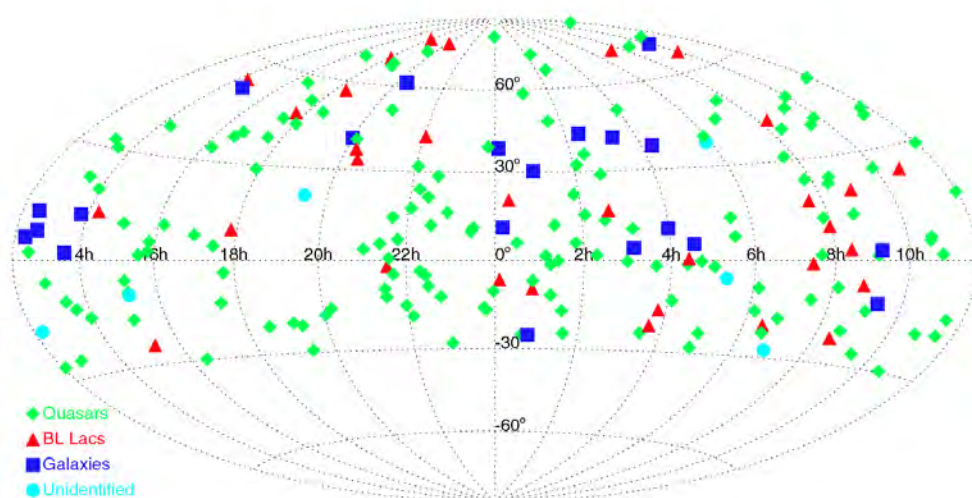 60°
30°
4h 16h 18h 20h 22h 0° 2h 4h 6h 8h 10h
-30
-60°
Quasars
BL Lacs
Galaxies
Unidentified